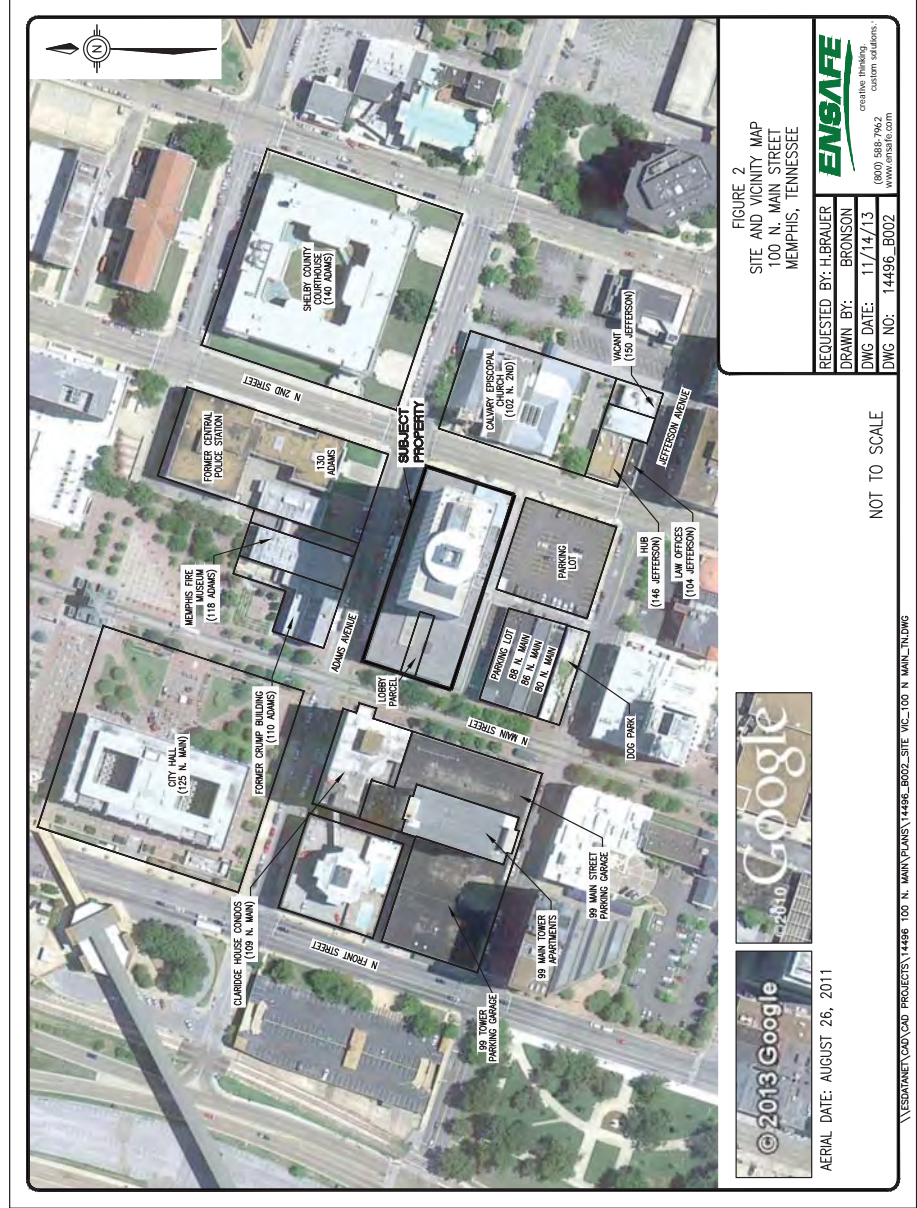 N
CITY HALL
(125 N. MAIN)
MEMPHIS FIRE
MUSEUM
(118 ADAMS)
FORMER CENTRAL
POLICE STATION
130
ADAMS
N 2ND STREET
SHELBY COUNTY
COURTHOUSE
(140 ADAMS)
FORMER CRUMP BUILDING
(110 ADAMS)
ADAMS AVENUE
SUBJECT
PROPERTY
CLARIDGE HOUSE CONDOS
(109 N. MAIN)
LOBBY
PARCEL
N FRONT STREET
N MAIN STREET
CALVARY EPISCOPAL
CHURCH
(102 N. 2ND)
PARKING LOT
88 N. MAIN
86 N. MAIN
80 N. MAIN
PARKING
LOT
VACANT
(150 JEFFERSON)
JEFFERSON AVENUE
99 TOWER
PARKING GARAGE
99 MAIN TOWER
APARTMENTS
99 MAIN STREET
PARKING GARAGE
DOG PARK
HUB
(146 JEFFERSON)
LAW OFFICES
(104 JEFFERSON)
©2013 Google
©2010 Google
AERIAL DATE: AUGUST 26, 2011
NOT TO SCALE
FIGURE 2
SITE AND VICINITY MAP
100 N. MAIN STREET
MEMPHIS, TENNESSEE
REQUESTED BY: H.BRAUER
DRAWN BY: BRONSON
DWG DATE: 11/14/13
DWG NO: 14496_B002
ENSAFE
creative thinking.
custom solutions.
(800) 588-7962
www.ensafe.com
\\ESDATANET\CAD\CAD PROJECTS\14496 100 N. MAIN\PLANS\14496_B002_SITE VIC_100 N MAIN_TN.DWG